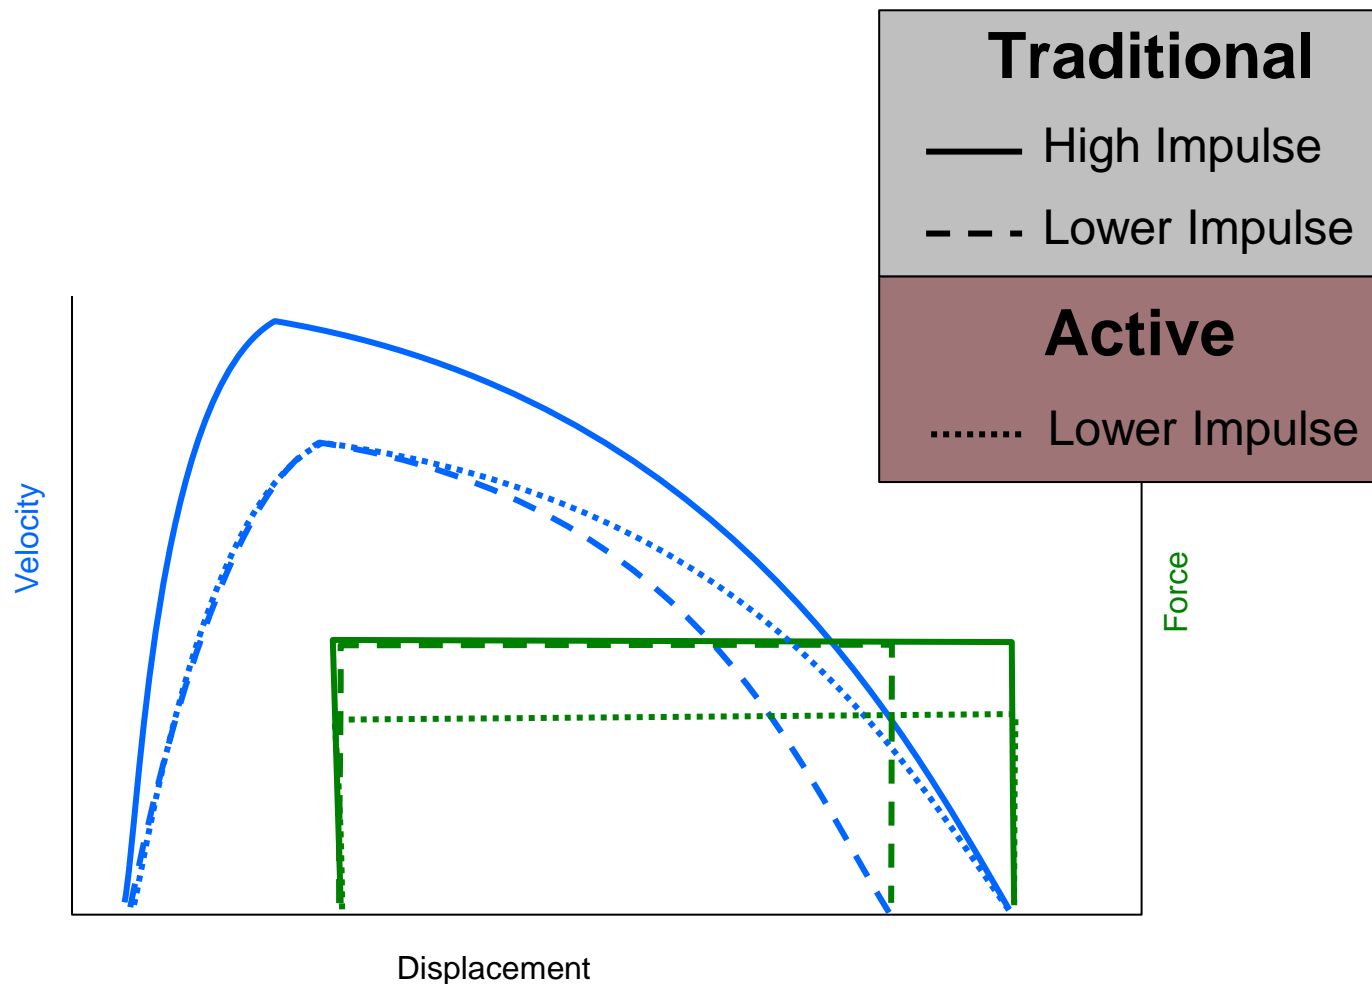 Traditional
High Impulse
Lower Impulse
Active
Lower Impulse
Velocity
Force
Displacement